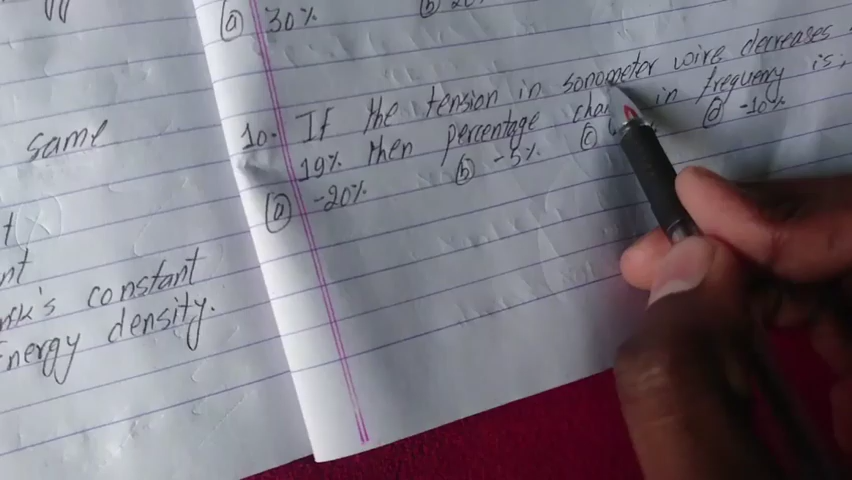 (a) 30% (b)
same
10. If the tension in sonometer wire decreases
19% then percentage in frequency is;
(a) -20% (b) -5% (c) (d) -10%
constant
Energy density.